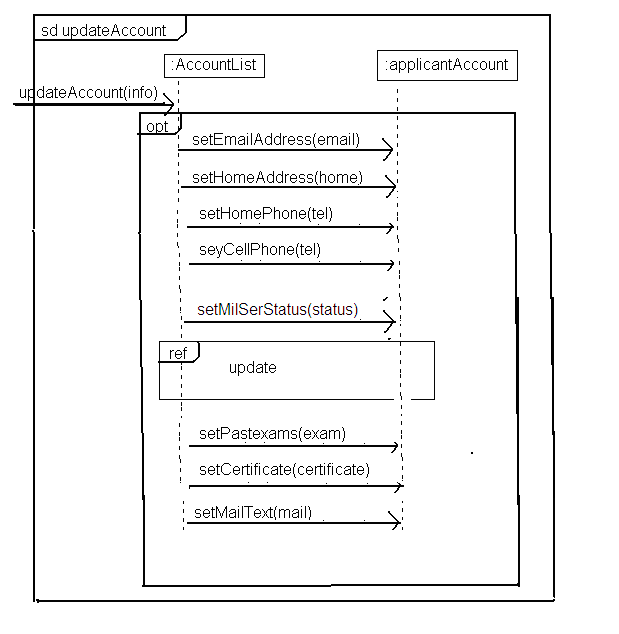 sd updateAccount
:AccountList
:applicantAccount
updateAccount(info)
opt
setEmailAddress(email)
setHomeAddress(home)
setHomePhone(tel)
seyCellPhone(tel)
setMilSerStatus(status)
ref
update
setPastexams(exam)
setCertificate(certificate)
setMailText(mail)